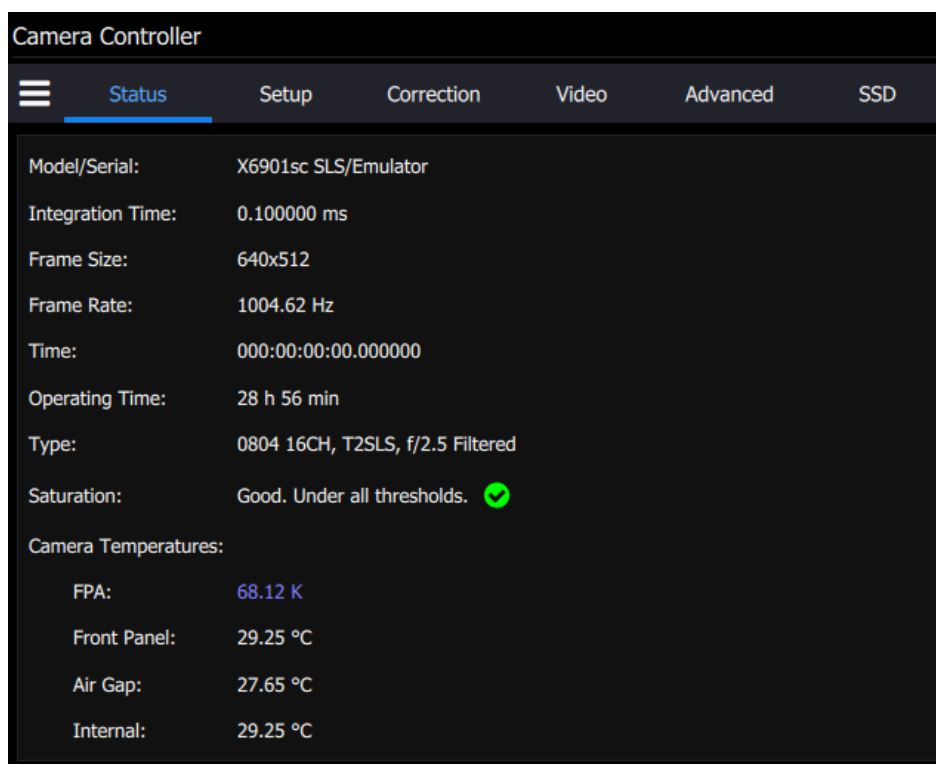 Camera Controller
Status Setup Correction Video Advanced SSD
Model/Serial: X6901sc SLS/Emulator
Integration Time: 0.100000 ms
Frame Size: 640x512
Frame Rate: 1004.62 Hz
Time: 000:00:00:00.000000
Operating Time: 28 h 56 min
Type: 0804 16CH, T2SLS, f/2.5 Filtered
Saturation: Good. Under all thresholds.
Camera Temperatures:
FPA: 68.12 K
Front Panel: 29.25 °C
Air Gap: 27.65 °C
Internal: 29.25 °C